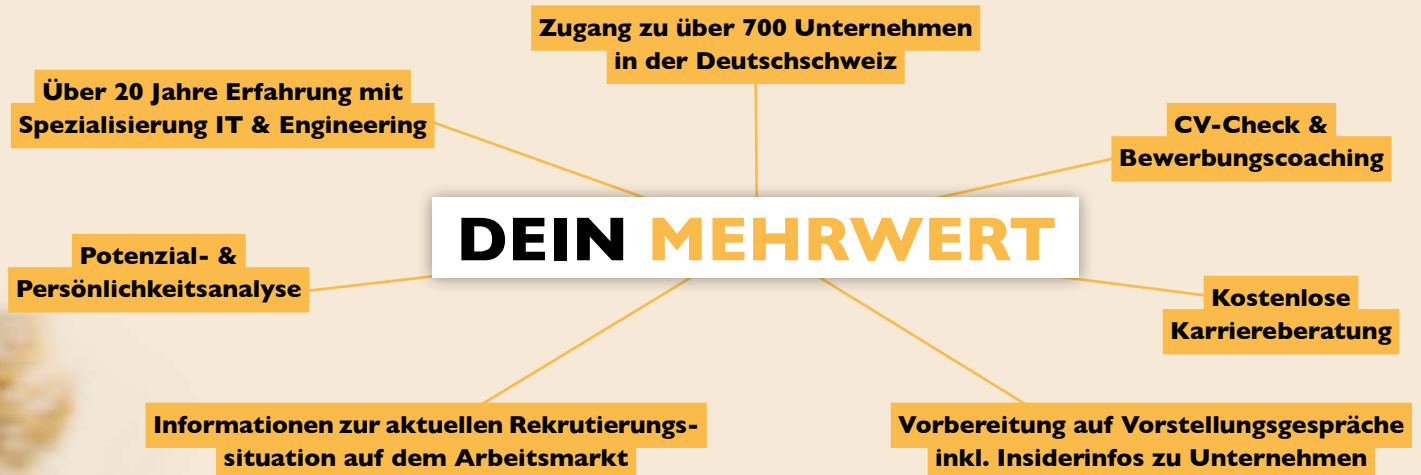 Zugang zu über 700 Unternehmen
in der Deutschschweiz
Über 20 Jahre Erfahrung mit
Spezialisierung IT & Engineering
CV-Check &
Bewerbungscoaching
DEIN MEHRWERT
Potenzial- &
Persönlichkeitsanalyse
Kostenlose
Karriereberatung
Informationen zur aktuellen Rekrutierungs-
situation auf dem Arbeitsmarkt
Vorbereitung auf Vorstellungsgespräche
inkl. Insiderinfos zu Unternehmen